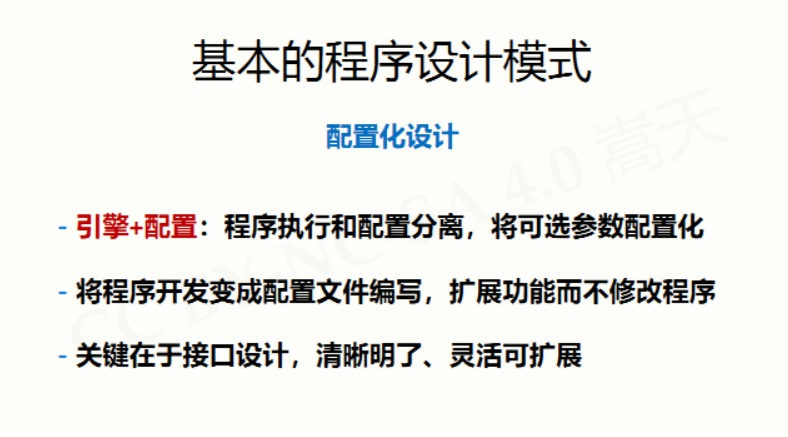 基本的程序设计模式
配置化设计
- 引擎+配置：程序执行和配置分离，将可选参数配置化
- 将程序开发变成配置文件编写，扩展功能而不修改程序
- 关键在于接口设计，清晰明了、灵活可扩展
CC BY-NC-SA 4.0 嵩天